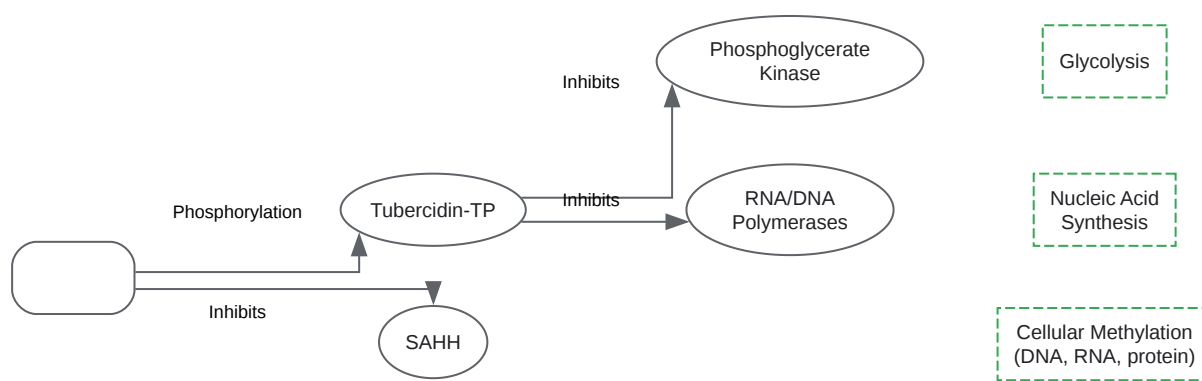 Phosphoglycerate
Kinase
Glycolysis
Inhibits
Phosphorylation
Tubercidin-TP
Inhibits
RNA/DNA
Polymerases
Nucleic Acid
Synthesis
Inhibits
SAHH
Cellular Methylation
(DNA, RNA, protein)